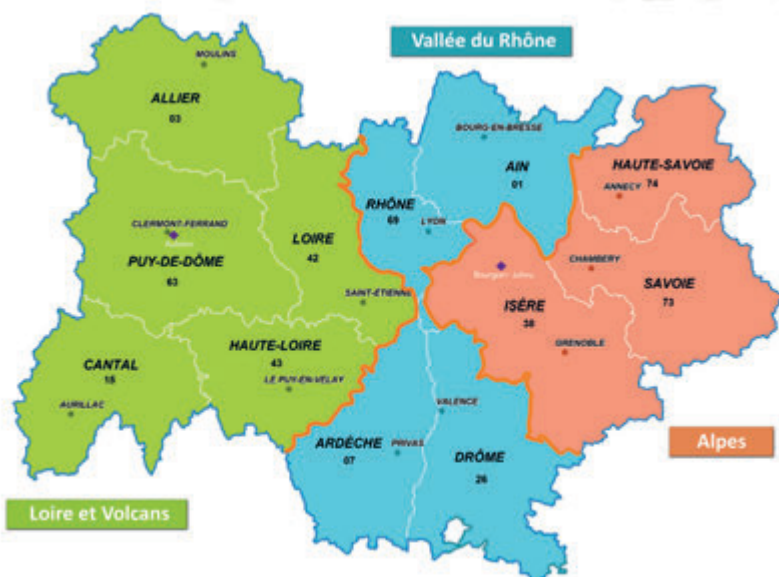 Vallée du Rhône
MOULINS
ALLIER
03
BOURG-EN-BRESSE
AIN
01
HAUTE-SAVOIE
74
ANNECY
RHÔNE
69
LYON
CLERMONT-FERRAND
PUY-DE-DÔME
63
LOIRE
42
SAINT-ÉTIENNE
CHAMBERY
SAVOIE
73
ISÈRE
38
GRENOBLE
HAUTE-LOIRE
43
LE PUY-EN-VELAY
CANTAL
15
AURILLAC
VALENCE
ARDÈCHE
07
PRIVAS
DRÔME
26
Alpes
Loire et Volcans